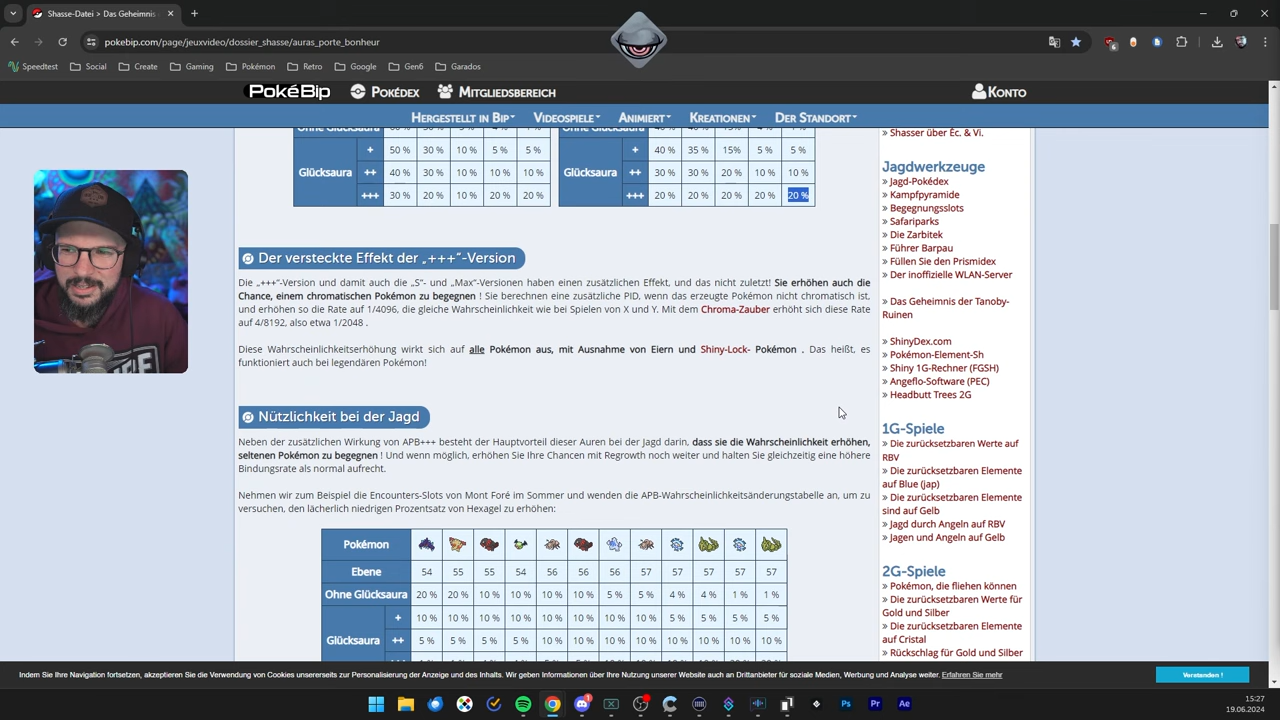 Shasse-Datei > Das Geheimnis
pokebip.com/page/jeuxvideo/dossier_shasse/auras_porte_bonheur
Speedtest Social Create Gaming Pokémon Retro Google Gen6 Garados
PokéBip Pokédex Mitgliedsbereich Konto
Hergestellt in Bip Videospiele Animiert Kreationen Der Standort
+ 50 % 30 % 10 % 5 % 5 % + 40 % 35 % 15% 5 % 5 %
Glücksaura ++ 40 % 30 % 10 % 10 % 10 % Glücksaura ++ 30 % 30 % 20 % 10 % 10 %
+++ 30 % 20 % 10 % 20 % 20 % +++ 20 % 20 % 20 % 20 % 20 %
Der versteckte Effekt der „+++“-Version
Die „+++“-Version und damit auch die „S“- und „Max“-Versionen haben einen zusätzlichen Effekt, und das nicht zuletzt! Sie erhöhen auch die
Chance, einem chromatischen Pokémon zu begegnen ! Sie berechnen eine zusätzliche PID, wenn das erzeugte Pokémon nicht chromatisch ist,
und erhöhen so die Rate auf 1/4096, die gleiche Wahrscheinlichkeit wie bei Spielen von X und Y. Mit dem Chroma-Zauber erhöht sich diese Rate
auf 4/8192, also etwa 1/2048 .
Diese Wahrscheinlichkeitserhöhung wirkt sich auf alle Pokémon aus, mit Ausnahme von Eiern und Shiny-Lock- Pokémon . Das heißt, es
funktioniert auch bei legendären Pokémon!
Nützlichkeit bei der Jagd
Neben der zusätzlichen Wirkung von APB+++ besteht der Hauptvorteil dieser Auren bei der Jagd darin, dass sie die Wahrscheinlichkeit erhöhen,
seltenen Pokémon zu begegnen ! Und wenn möglich, erhöhen Sie Ihre Chancen mit Regrowth noch weiter und halten Sie gleichzeitig eine höhere
Bindungsrate als normal aufrecht.
Nehmen wir zum Beispiel die Encounters-Slots von Mont Foré im Sommer und wenden die APB-Wahrscheinlichkeitsänderungstabelle an, um zu
versuchen, den lächerlich niedrigen Prozentsatz von Hexagel zu erhöhen:
Pokémon
Ebene 54 55 55 54 56 56 56 57 57 57 57 57
Ohne Glücksaura 20 % 20 % 10 % 10 % 10 % 10 % 5 % 5 % 4 % 4 % 1 % 1 %
+ 10 % 10 % 10 % 10 % 10 % 10 % 10 % 10 % 5 % 5 % 5 % 5 %
Glücksaura ++ 5 % 5 % 5 % 5 % 10 % 10 % 10 % 10 % 10 % 10 % 10 % 10 %
» Shasser über Éc. & Vi.
Jagdwerkzeuge
» Jagd-Pokédex
» Kampfpyramide
» Begegnungsslots
» Safariparks
» Die Zarbitek
» Führer Barpau
» Füllen Sie den Prismidex
» Der inoffizielle WLAN-Server
» Das Geheimnis der Tanoby-
Ruinen
» ShinyDex.com
» Pokémon-Element-Sh
» Shiny 1G-Rechner (FGSH)
» Angeflo-Software (PEC)
» Headbutt Trees 2G
1G-Spiele
» Die zurücksetzbaren Werte auf
RBV
» Die zurücksetzbaren Elemente
auf Blue (jap)
» Die zurücksetzbaren Elemente
sind auf Gelb
» Jagd durch Angeln auf RBV
» Jagen und Angeln auf Gelb
2G-Spiele
» Pokémon, die fliehen können
» Die zurücksetzbaren Werte für
Gold und Silber
» Die zurücksetzbaren Elemente
auf Cristal
» Rückschlag für Gold und Silber
Indem Sie Ihre Navigation fortsetzen, akzeptieren Sie die Verwendung von Cookies unsererseits zur Personalisierung der Anzeige und des Inhalts. Wir geben Informationen über Ihre Nutzung unserer Website auch an Drittanbieter für soziale Medien, Werbung und Analyse weiter. Erfahren Sie mehr Verstanden !
15:27
19.06.2024